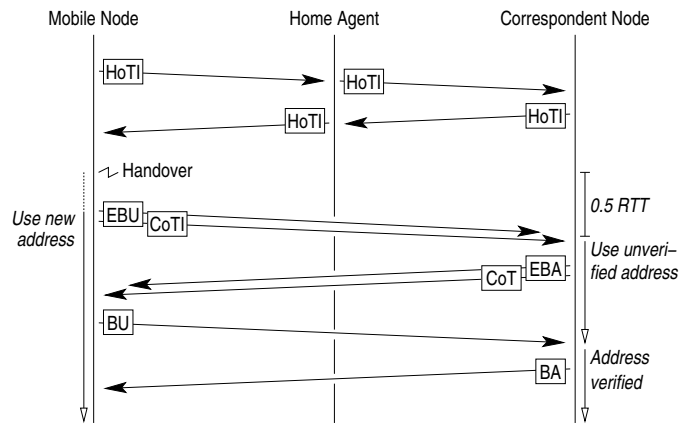 Mobile Node
Home Agent
Correspondent Node
HoTI
HoTI
HoTI
HoTI
Handover
0.5 RTT
Use new
address
EBU
CoTI
Use unveri–
fied address
EBA
CoT
BU
Address
verified
BA